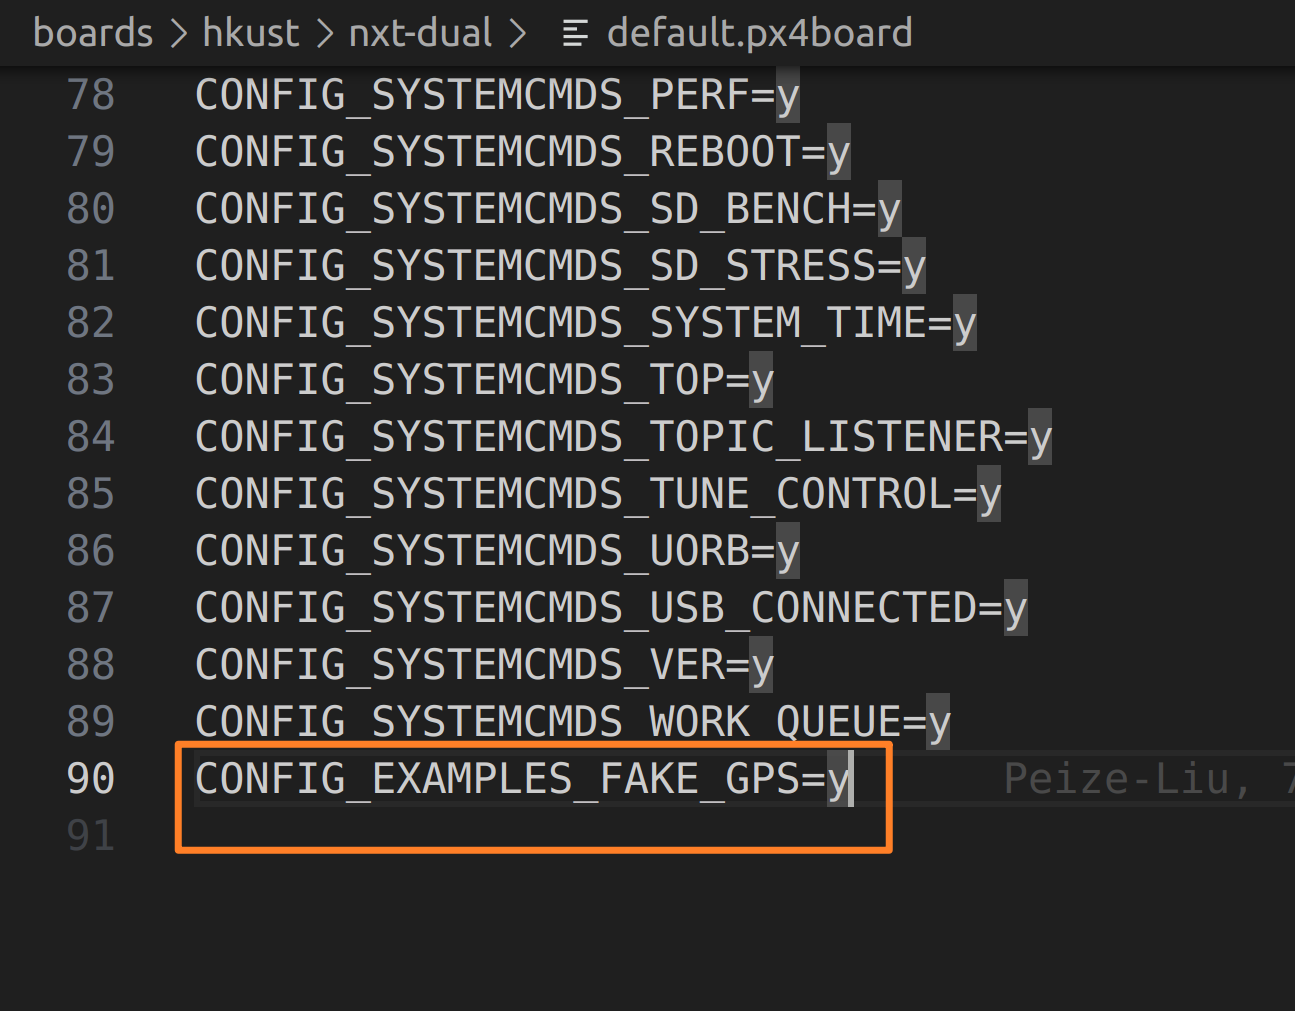 boards > hkust > nxt-dual > default.px4board
78 CONFIG_SYSTEMCMDS_PERF=y
79 CONFIG_SYSTEMCMDS_REBOOT=y
80 CONFIG_SYSTEMCMDS_SD_BENCH=y
81 CONFIG_SYSTEMCMDS_SD_STRESS=y
82 CONFIG_SYSTEMCMDS_SYSTEM_TIME=y
83 CONFIG_SYSTEMCMDS_TOP=y
84 CONFIG_SYSTEMCMDS_TOPIC_LISTENER=y
85 CONFIG_SYSTEMCMDS_TUNE_CONTROL=y
86 CONFIG_SYSTEMCMDS_UORB=y
87 CONFIG_SYSTEMCMDS_USB_CONNECTED=y
88 CONFIG_SYSTEMCMDS_VER=y
89 CONFIG_SYSTEMCMDS_WORK_QUEUE=y
90 CONFIG_EXAMPLES_FAKE_GPS=y Peize-Liu, 7
91